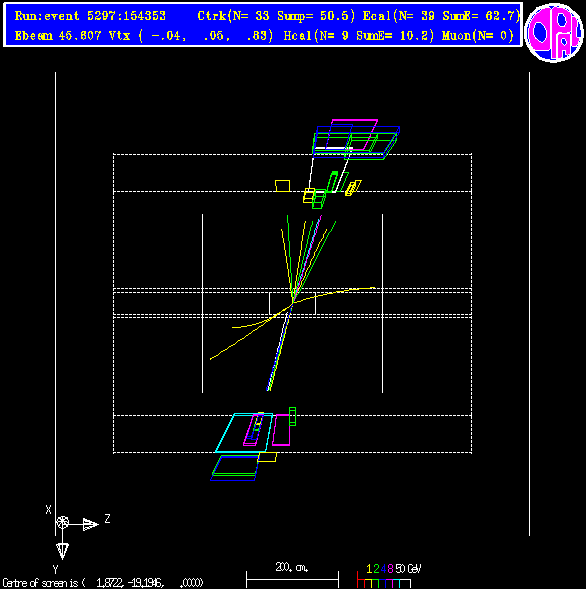 Run:event 5297:154353 Ctrk(N= 33 Sump= 50.5) Ecal(N= 39 SumE= 62.7)
Ebeam 45.607 Vtx ( -.04, .06, .83) Hcal(N= 9 SumE= 10.2) Muon(N= 0)
OPAL
X
Z
Y
200. cm.
1 2 4 8 50 GeV
Centre of screen is ( 1.8722, -19.1946, .0000)